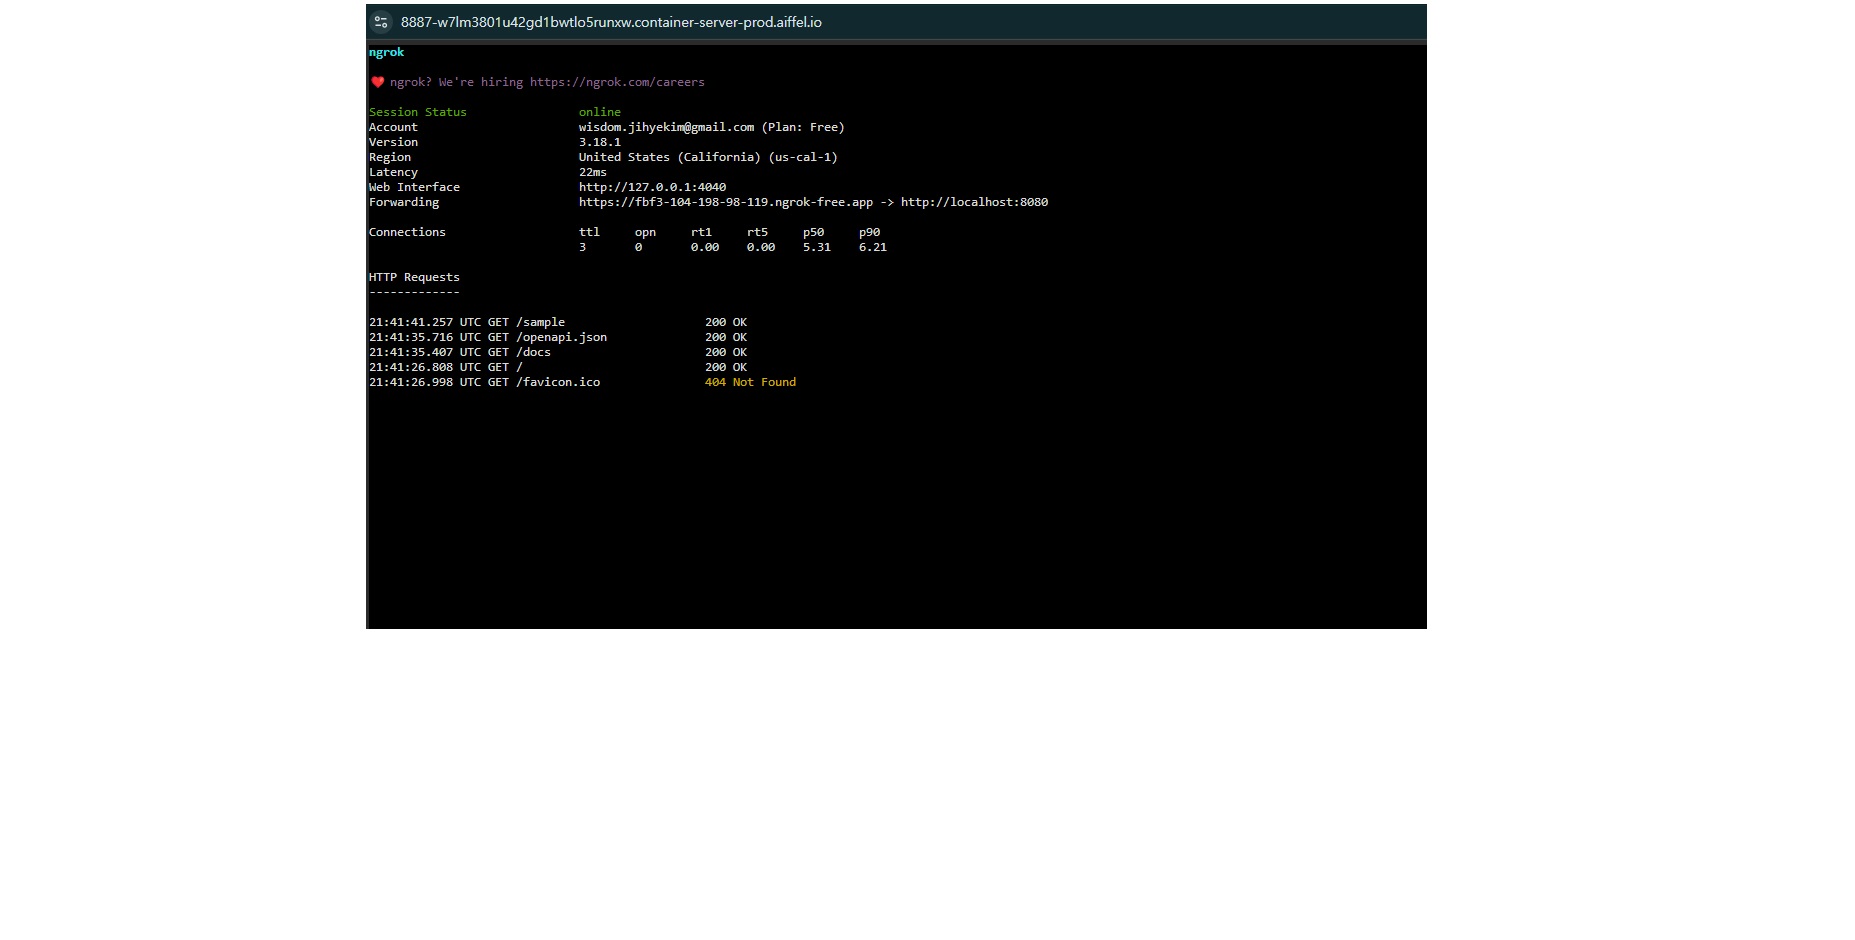 8887-w7lm3801u42gd1bwtlo5runxw.container-server-prod.aiffel.io
ngrok
ngrok? We're hiring https://ngrok.com/careers
Session Status online
Account wisdom.jihyekim@gmail.com (Plan: Free)
Version 3.18.1
Region United States (California) (us-cal-1)
Latency 22ms
Web Interface http://127.0.0.1:4040
Forwarding https://fbf3-104-198-98-119.ngrok-free.app -> http://localhost:8080
Connections ttl opn rt1 rt5 p50 p90
3 0 0.00 0.00 5.31 6.21
HTTP Requests
-------------
21:41:41.257 UTC GET /sample 200 OK
21:41:35.716 UTC GET /openapi.json 200 OK
21:41:35.407 UTC GET /docs 200 OK
21:41:26.808 UTC GET / 200 OK
21:41:26.998 UTC GET /favicon.ico 404 Not Found